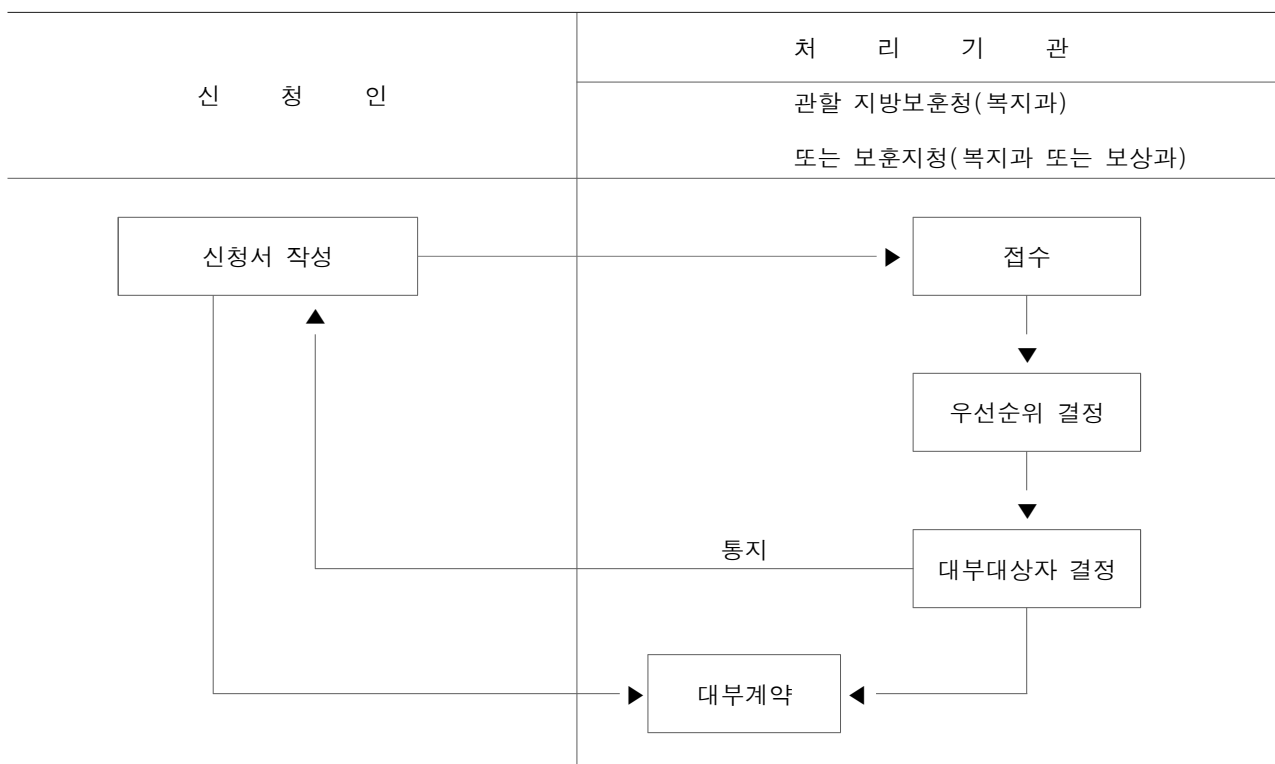 신 청 인
처 리 기 관
관할 지방보훈청(복지과)
또는 보훈지청(복지과 또는 보상과)
신청서 작성
접수
우선순위 결정
통지
대부대상자 결정
대부계약